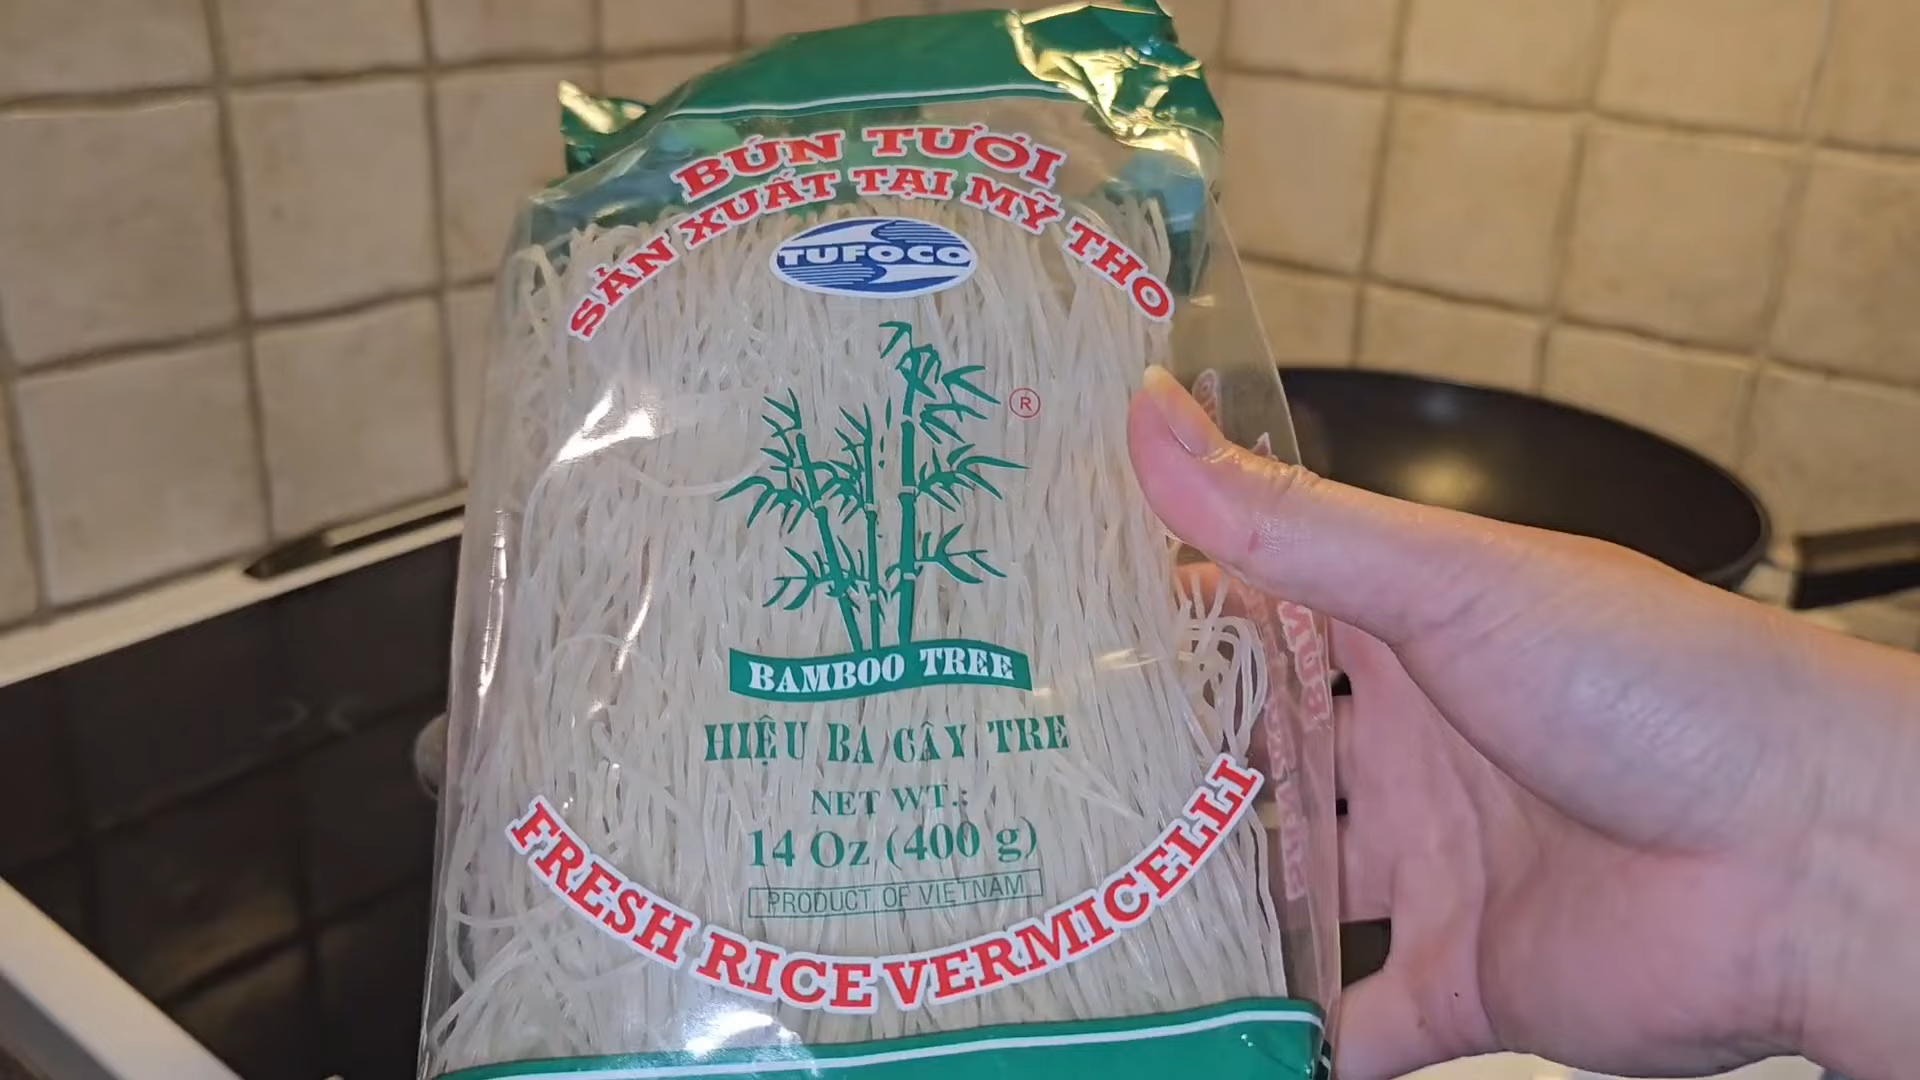 BÚN TƯƠI
SẢN XUẤT TẠI MỸ THO
TUFOCO
®
BAMBOO TREE
HIỆU BA CÂY TRE
NET WT.:
14 Oz (400 g)
PRODUCT OF VIETNAM
FRESH RICE VERMICELLI